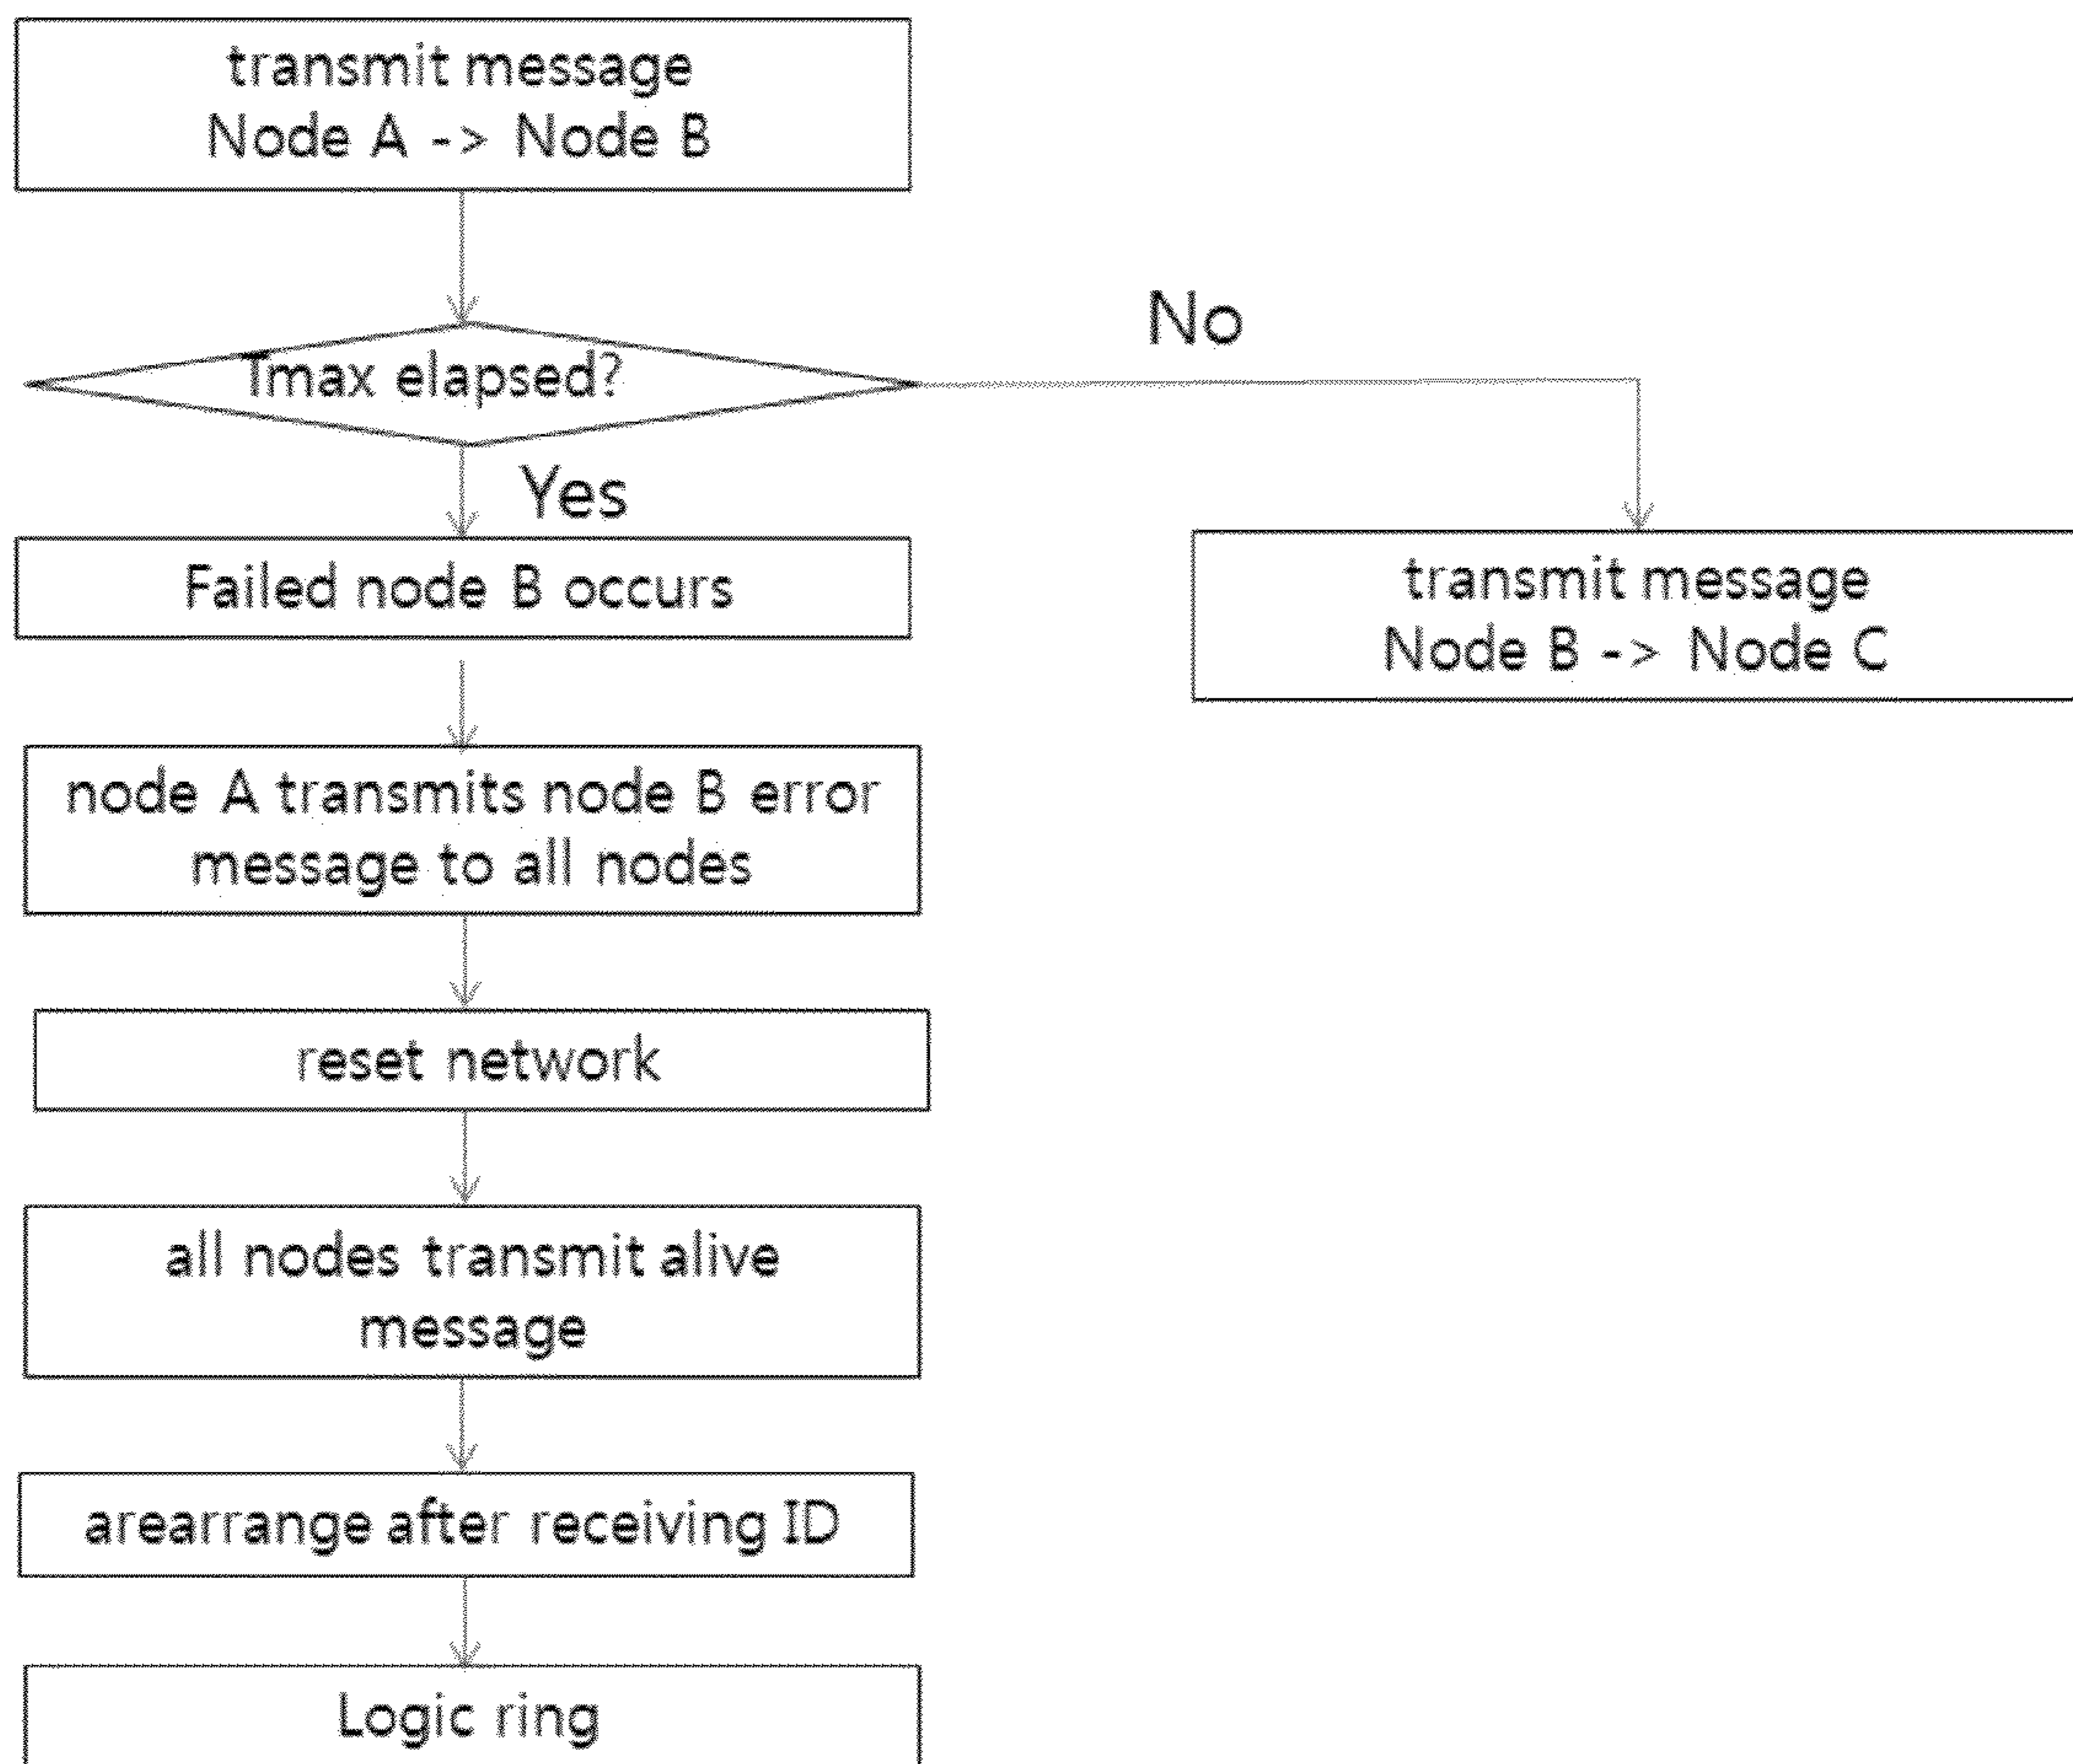 transmit message
Node A -> Node B
Tmax elapsed?
No
Yes
Failed node B occurs
transmit message
Node B -> Node C
node A transmits node B error
message to all nodes
reset network
all nodes transmit alive
message
arearrange after receiving ID
Logic ring